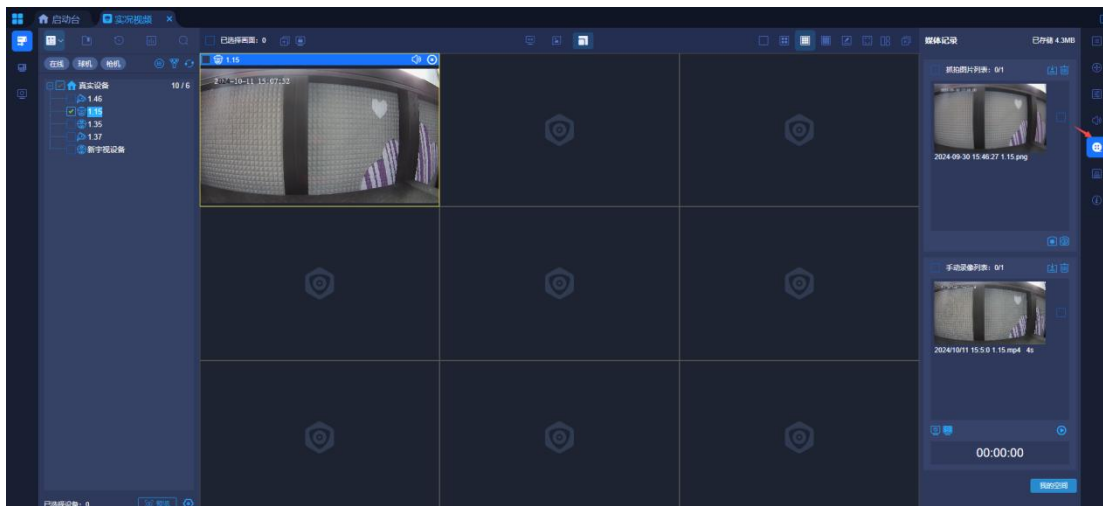 启动台
实况视频
已选择画面：0
媒体记录
已存储 4.3MB
在线
球机
枪机
真实设备
10 / 6
1.46
1.15
1.35
1.37
新宇视设备
1.15
抓拍图片列表：0/1
2024-09-30 15:46:27 1.15.png
手动录像列表：0/1
2024/10/11 15:5:0 1.15.mp4 4s
00:00:00
我的空间
已选择设备：0